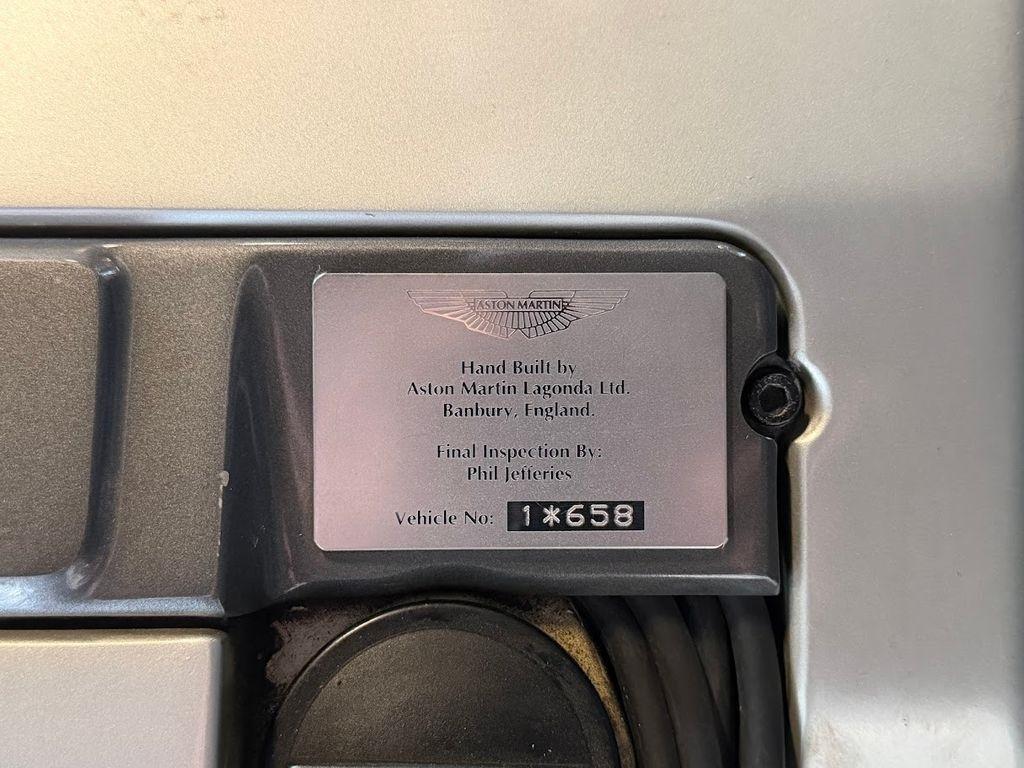 ASTON MARTIN
Hand Built by
Aston Martin Lagonda Ltd.
Banbury, England.
Final Inspection By:
Phil Jefferies
Vehicle No: 1*658